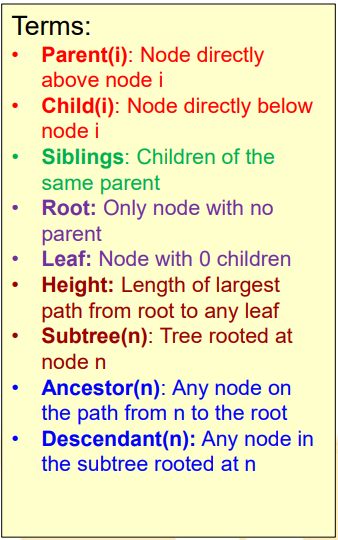 Terms:
• Parent(i): Node directly
above node i
• Child(i): Node directly below
node i
• Siblings: Children of the
same parent
• Root: Only node with no
parent
• Leaf: Node with 0 children
• Height: Length of largest
path from root to any leaf
• Subtree(n): Tree rooted at
node n
• Ancestor(n): Any node on
the path from n to the root
• Descendant(n): Any node in
the subtree rooted at n